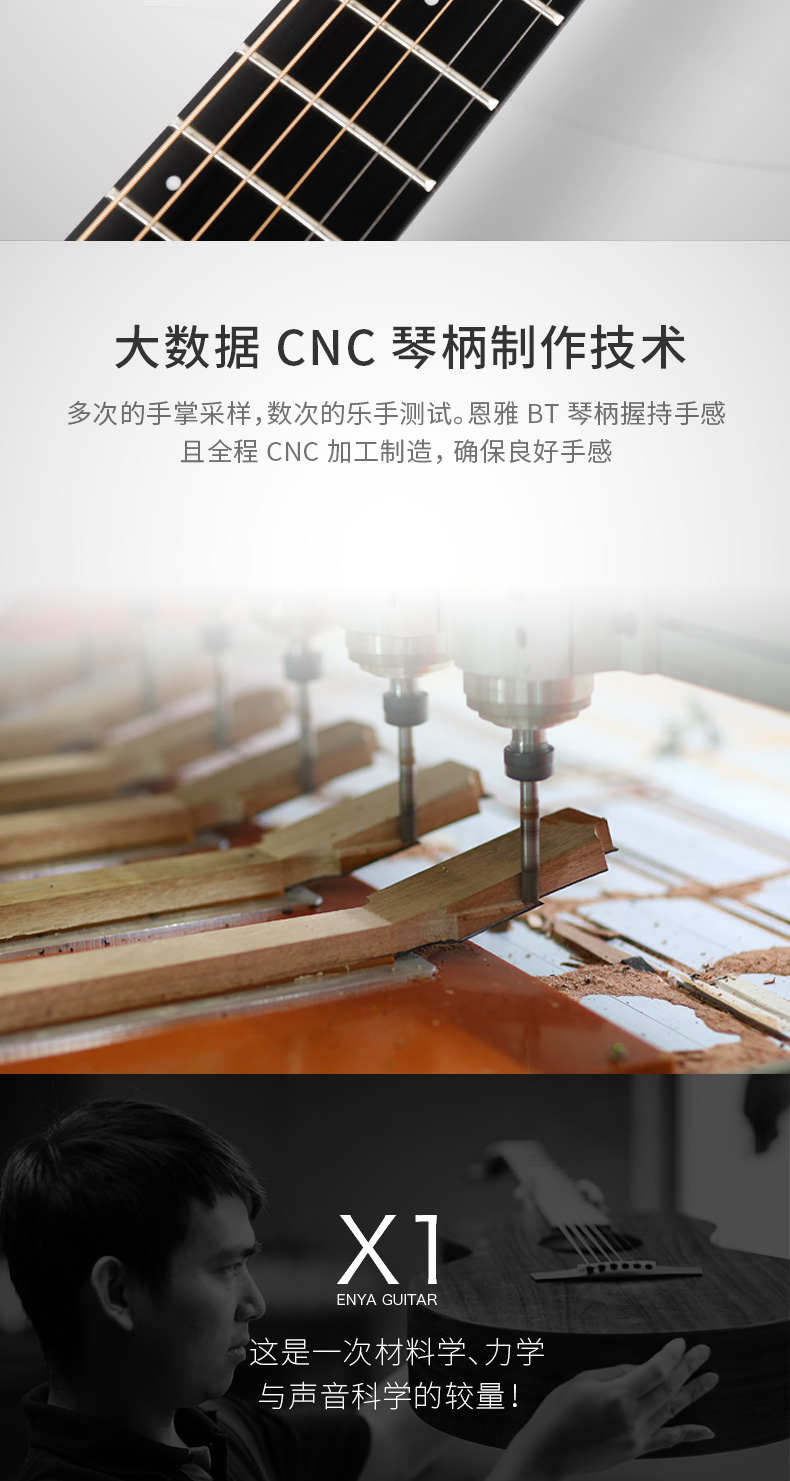 大数据 CNC 琴柄制作技术
多次的手掌采样，数次的乐手测试。恩雅 BT 琴柄握持手感
且全程 CNC 加工制造，确保良好手感
X1
ENYA GUITAR
这是一次材料学、力学
与声音科学的较量！